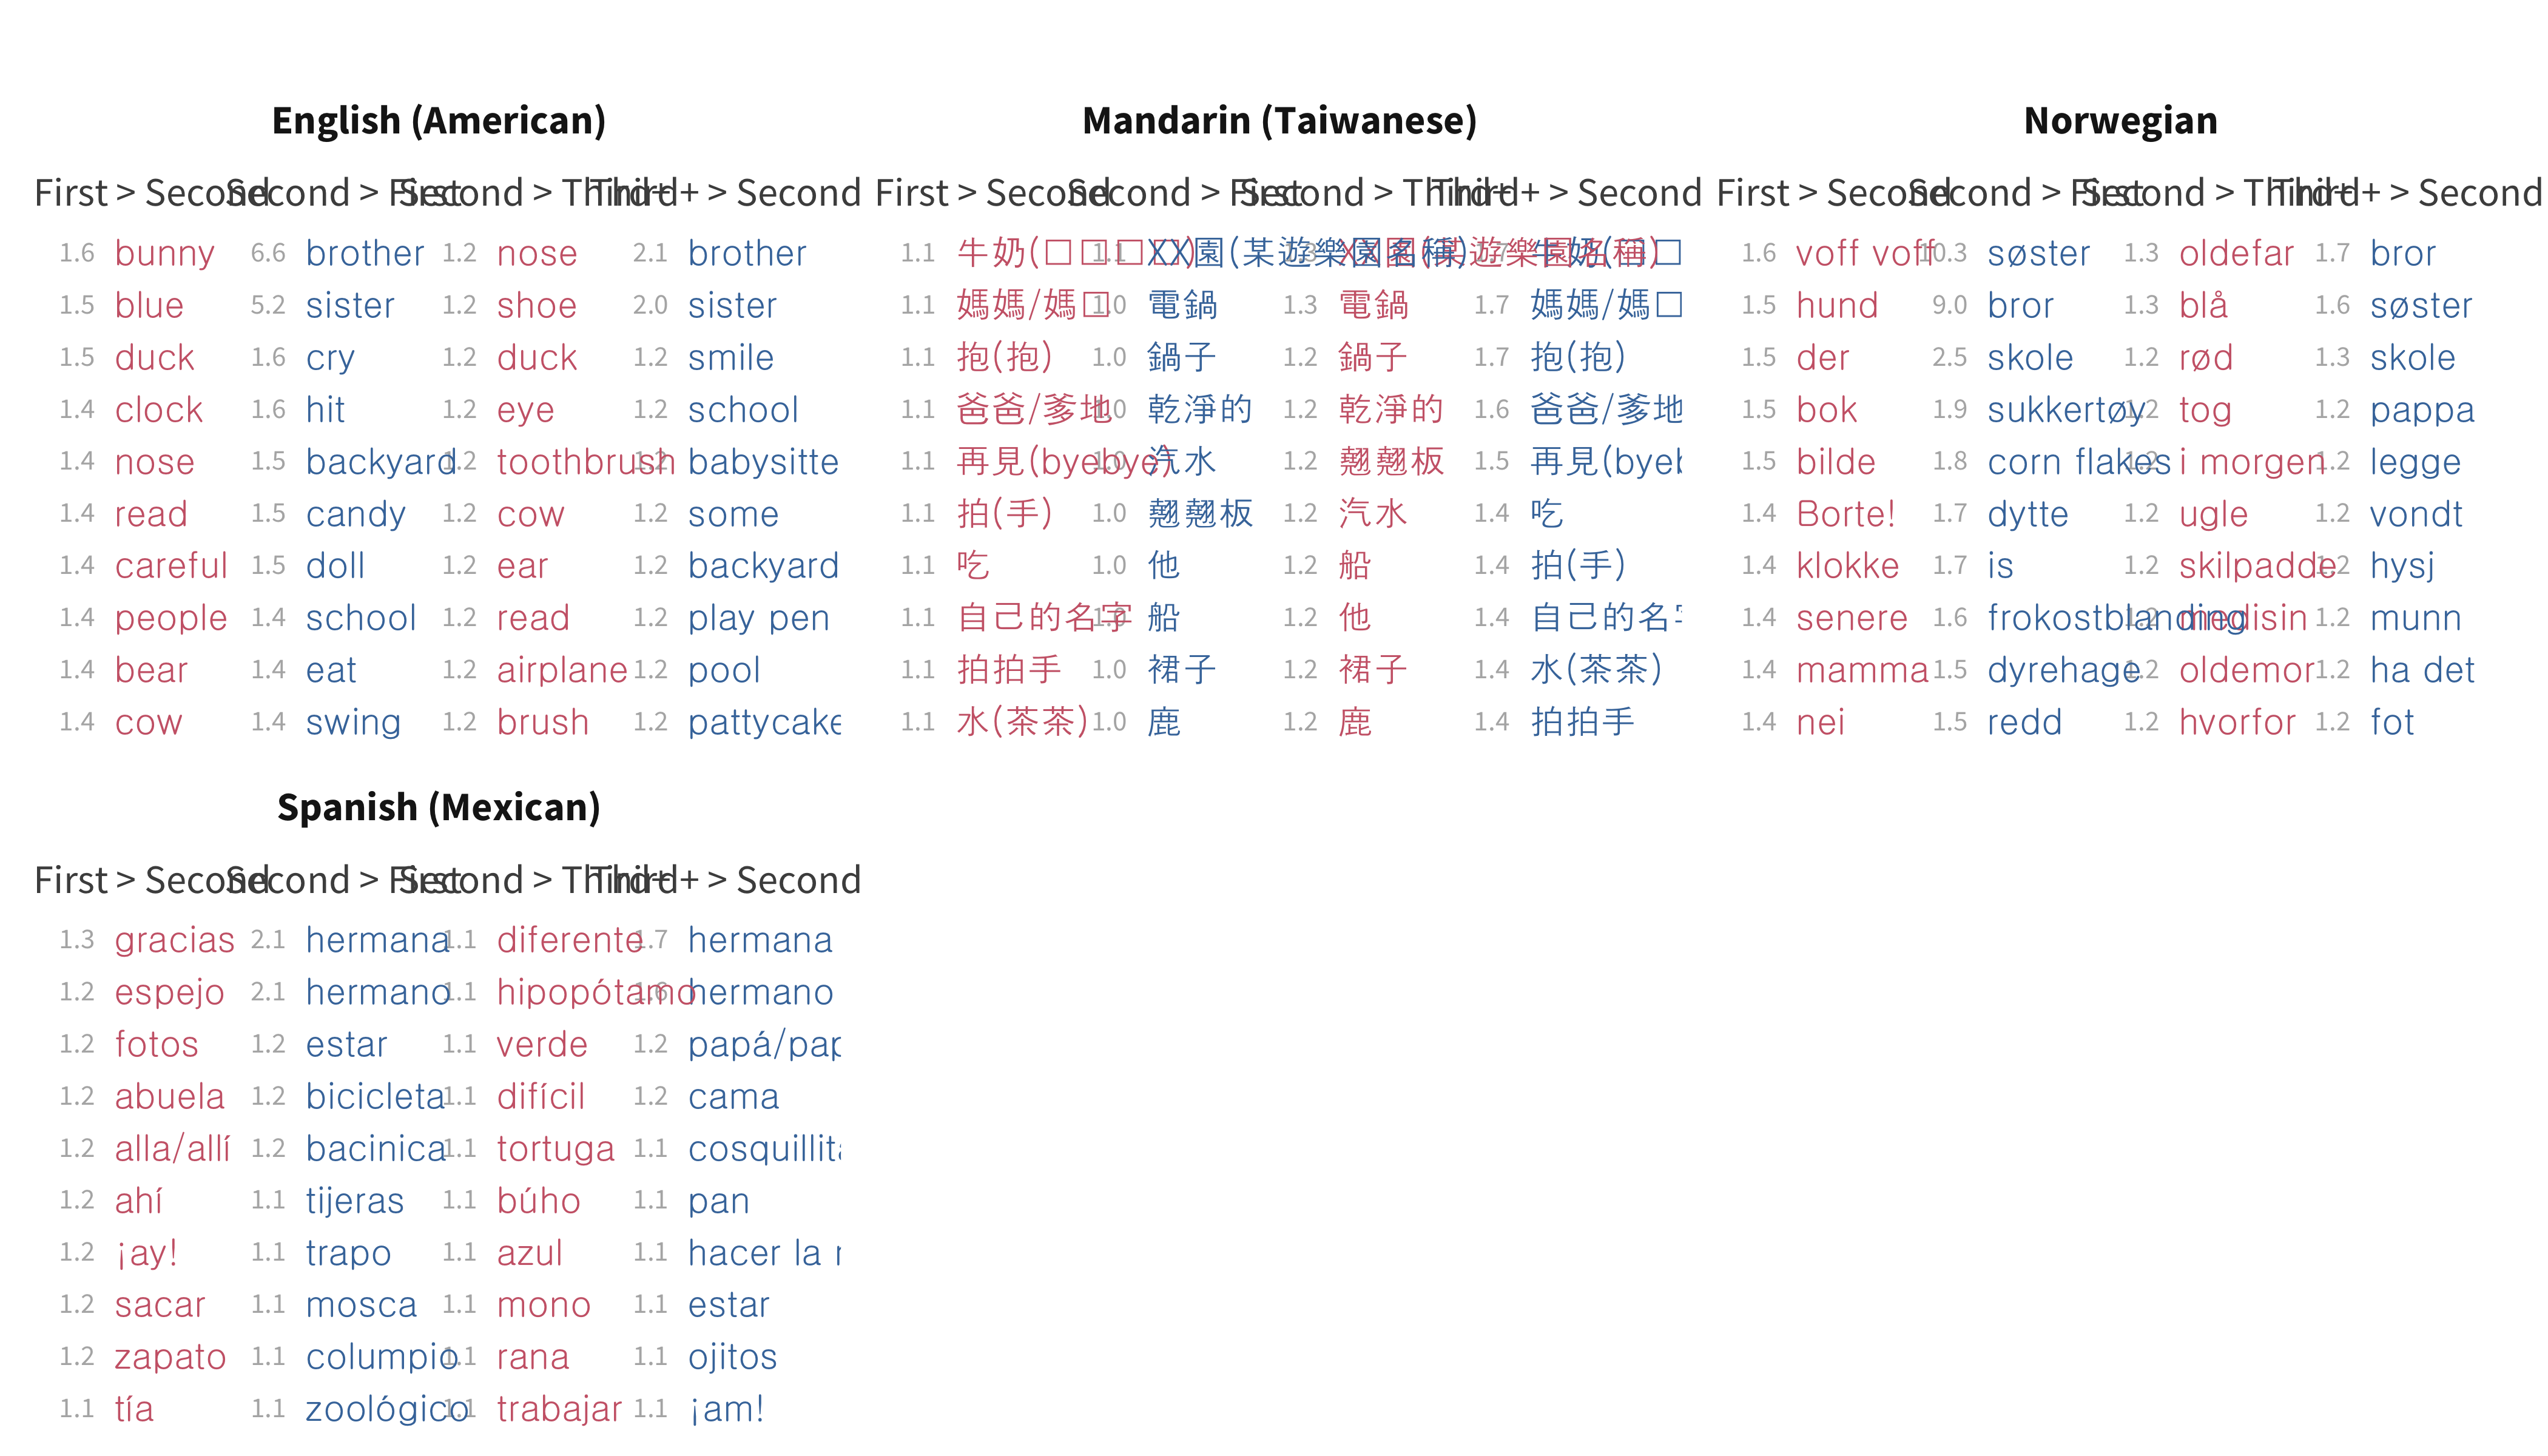 English (American) Mandarin (Taiwanese) Norwegian
First > Second Second > First Second > Third+ Third+ > Second First > Second Second > First Second > Third+ Third+ > Second First > Second Second > First Second > Third+ Third+ > Second
1.6 bunny 6.6 brother 1.2 nose 2.1 brother 1.1 牛奶( 1.1 XX園(某遊樂園名稱) 1.3 XX園(某遊樂園名稱) 1.7 牛奶( 1.6 voff voff 10.3 søster 1.3 oldefar 1.7 bror
1.5 blue 5.2 sister 1.2 shoe 2.0 sister 1.1 媽媽/媽 1.0 電鍋 1.3 電鍋 1.7 媽媽/媽 1.5 hund 9.0 bror 1.3 blå 1.6 søster
1.5 duck 1.6 cry 1.2 duck 1.2 smile 1.1 抱(抱) 1.0 鍋子 1.2 鍋子 1.7 抱(抱) 1.5 der 2.5 skole 1.2 rød 1.3 skole
1.4 clock 1.6 hit 1.2 eye 1.2 school 1.1 爸爸/爹地 1.0 乾淨的 1.2 乾淨的 1.6 爸爸/爹地 1.5 bok 1.9 sukkertøy 1.2 tog 1.2 pappa
1.4 nose 1.5 backyard 1.2 toothbrush 1.2 babysitte 1.1 再見(byebye) 1.0 汽水 1.2 翹翹板 1.5 再見(bye 1.5 bilde 1.8 corn flakes 1.2 i morgen 1.2 legge
1.4 read 1.5 candy 1.2 cow 1.2 some 1.1 拍(手) 1.0 翹翹板 1.2 汽水 1.4 吃 1.4 Borte! 1.7 dytte 1.2 ugle 1.2 vondt
1.4 careful 1.5 doll 1.2 ear 1.2 backyard 1.1 吃 1.0 他 1.2 船 1.4 拍(手) 1.4 klokke 1.7 is 1.2 skilpadde 1.2 hysj
1.4 people 1.4 school 1.2 read 1.2 play pen 1.1 自己的名字 1.0 船 1.2 他 1.4 自己的名 1.4 senere 1.6 frokostblanding 1.2 medisin 1.2 munn
1.4 bear 1.4 eat 1.2 airplane 1.2 pool 1.1 拍拍手 1.0 裙子 1.2 裙子 1.4 水(茶茶) 1.4 mamma 1.5 dyrehage 1.2 oldemor 1.2 ha det
1.4 cow 1.4 swing 1.2 brush 1.2 pattycake 1.1 水(茶茶) 1.0 鹿 1.2 鹿 1.4 拍拍手 1.4 nei 1.5 redd 1.2 hvorfor 1.2 fot
Spanish (Mexican)
First > Second Second > First Second > Third+ Third+ > Second
1.3 gracias 2.1 hermana 1.1 diferente 1.7 hermana
1.2 espejo 2.1 hermano 1.1 hipopótamo 1.6 hermano
1.2 fotos 1.2 estar 1.1 verde 1.2 papá/pap
1.2 abuela 1.2 bicicleta 1.1 difícil 1.2 cama
1.2 alla/allí 1.2 bacinica 1.1 tortuga 1.1 cosquillit
1.2 ahí 1.1 tijeras 1.1 búho 1.1 pan
1.2 ¡ay! 1.1 trapo 1.1 azul 1.1 hacer la
1.2 sacar 1.1 mosca 1.1 mono 1.1 estar
1.2 zapato 1.1 columpio 1.1 rana 1.1 ojitos
1.1 tía 1.1 zoológico 1.1 trabajar 1.1 ¡am!